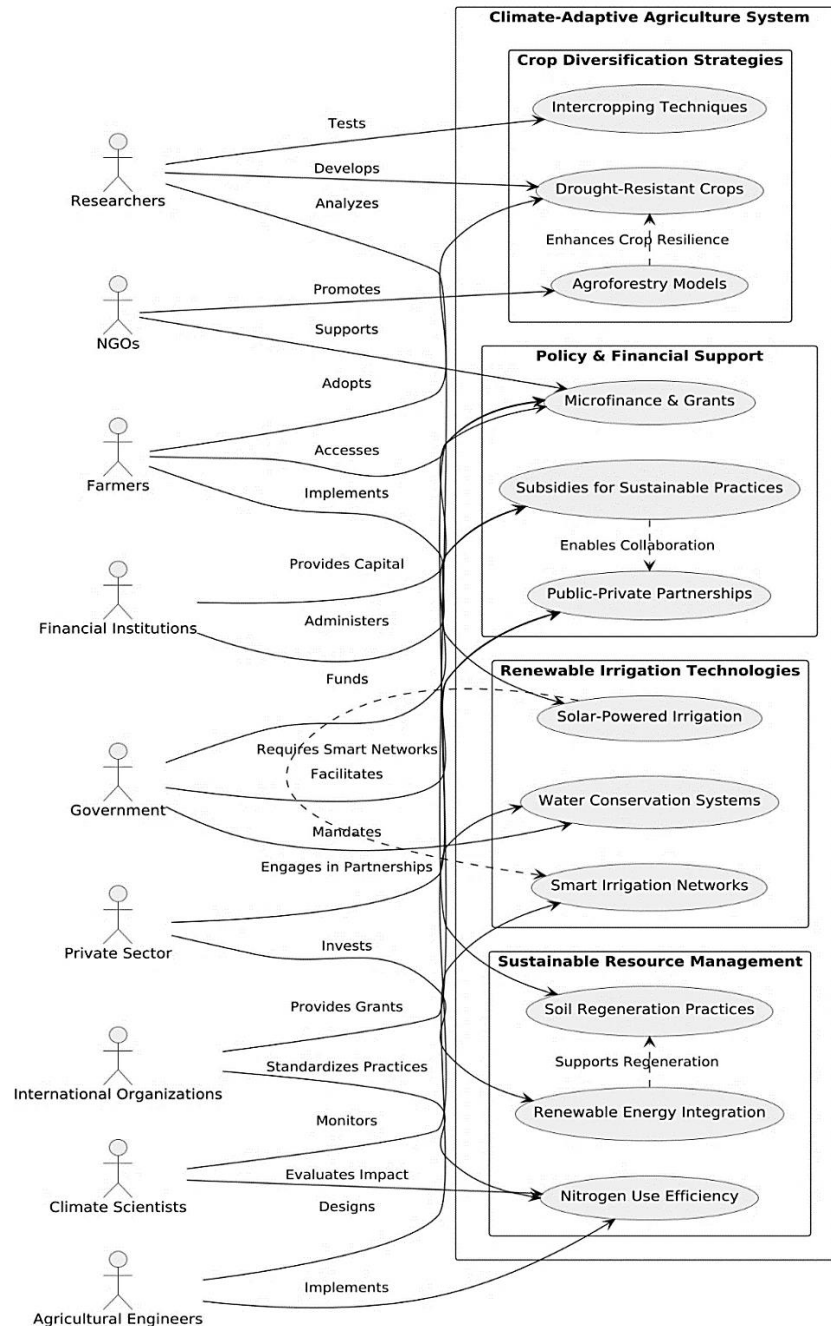 Climate-Adaptive Agriculture System
Crop Diversification Strategies
Intercropping Techniques
Tests
Researchers
Develops
Drought-Resistant Crops
Analyzes
Enhances Crop Resilience
Promotes
Agroforestry Models
NGOs
Supports
Policy & Financial Support
Adopts
Microfinance & Grants
Farmers
Accesses
Implements
Subsidies for Sustainable Practices
Enables Collaboration
Provides Capital
Public-Private Partnerships
Financial Institutions
Administers
Funds
Renewable Irrigation Technologies
Solar-Powered Irrigation
Requires Smart Networks
Facilitates
Government
Water Conservation Systems
Mandates
Engages in Partnerships
Smart Irrigation Networks
Private Sector
Invests
Sustainable Resource Management
Provides Grants
Soil Regeneration Practices
International Organizations
Standardizes Practices
Supports Regeneration
Monitors
Renewable Energy Integration
Climate Scientists
Evaluates Impact
Nitrogen Use Efficiency
Designs
Agricultural Engineers
Implements